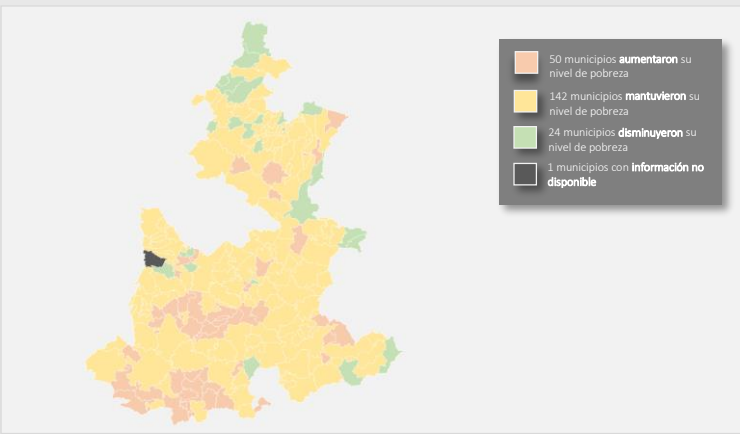 50 municipios aumentaron su
nivel de pobreza
142 municipios mantuvieron su
nivel de pobreza
24 municipios disminuyeron su
nivel de pobreza
1 municipios con información no
disponible